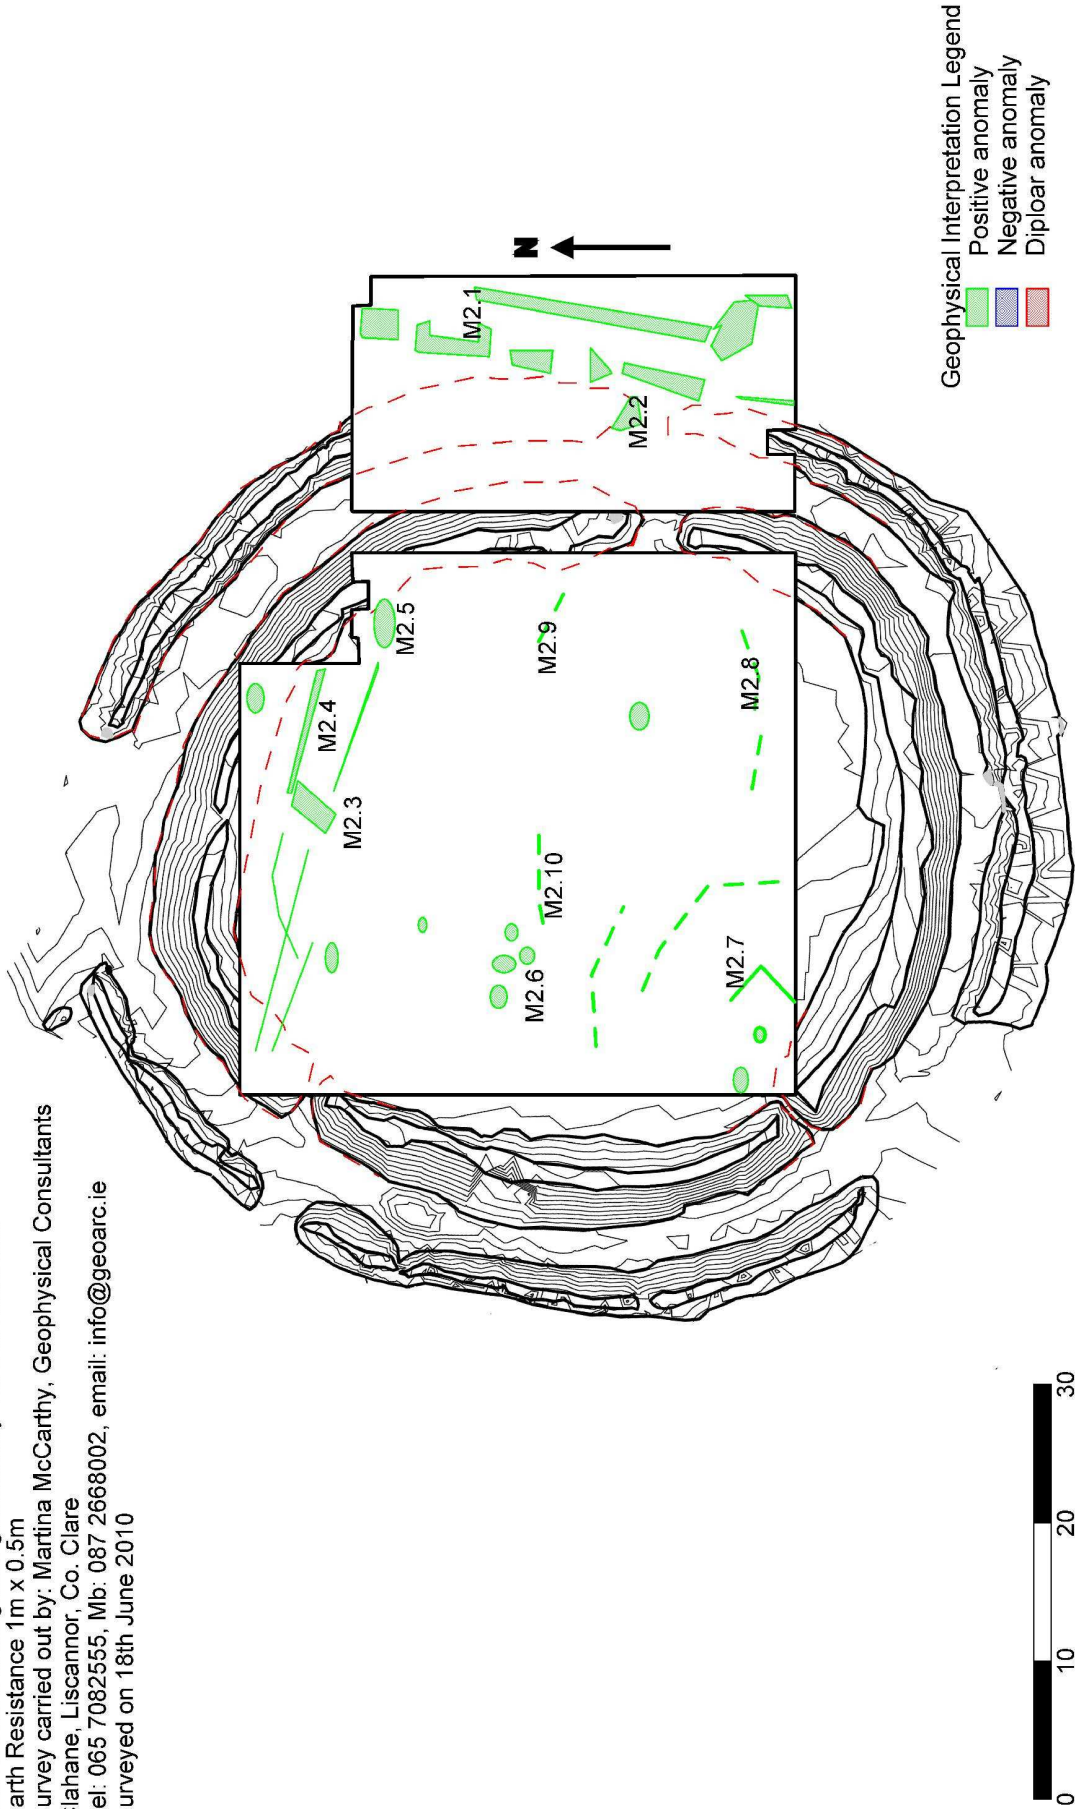 arth Resistance 1m x 0.5m
urvey carried out by: Martina McCarthy, Geophysical Consultants
lahane, Liscannor, Co. Clare
el: 065 7082555, Mb: 087 2668002, email: info@geoarc.ie
urveyed on 18th June 2010
M2.1
M2.2
M2.3
M2.4
M2.5
M2.6
M2.7
M2.8
M2.9
M2.10
N
Geophysical Interpretation Legend
Positive anomaly
Negative anomaly
Diploar anomaly
0 10 20 30